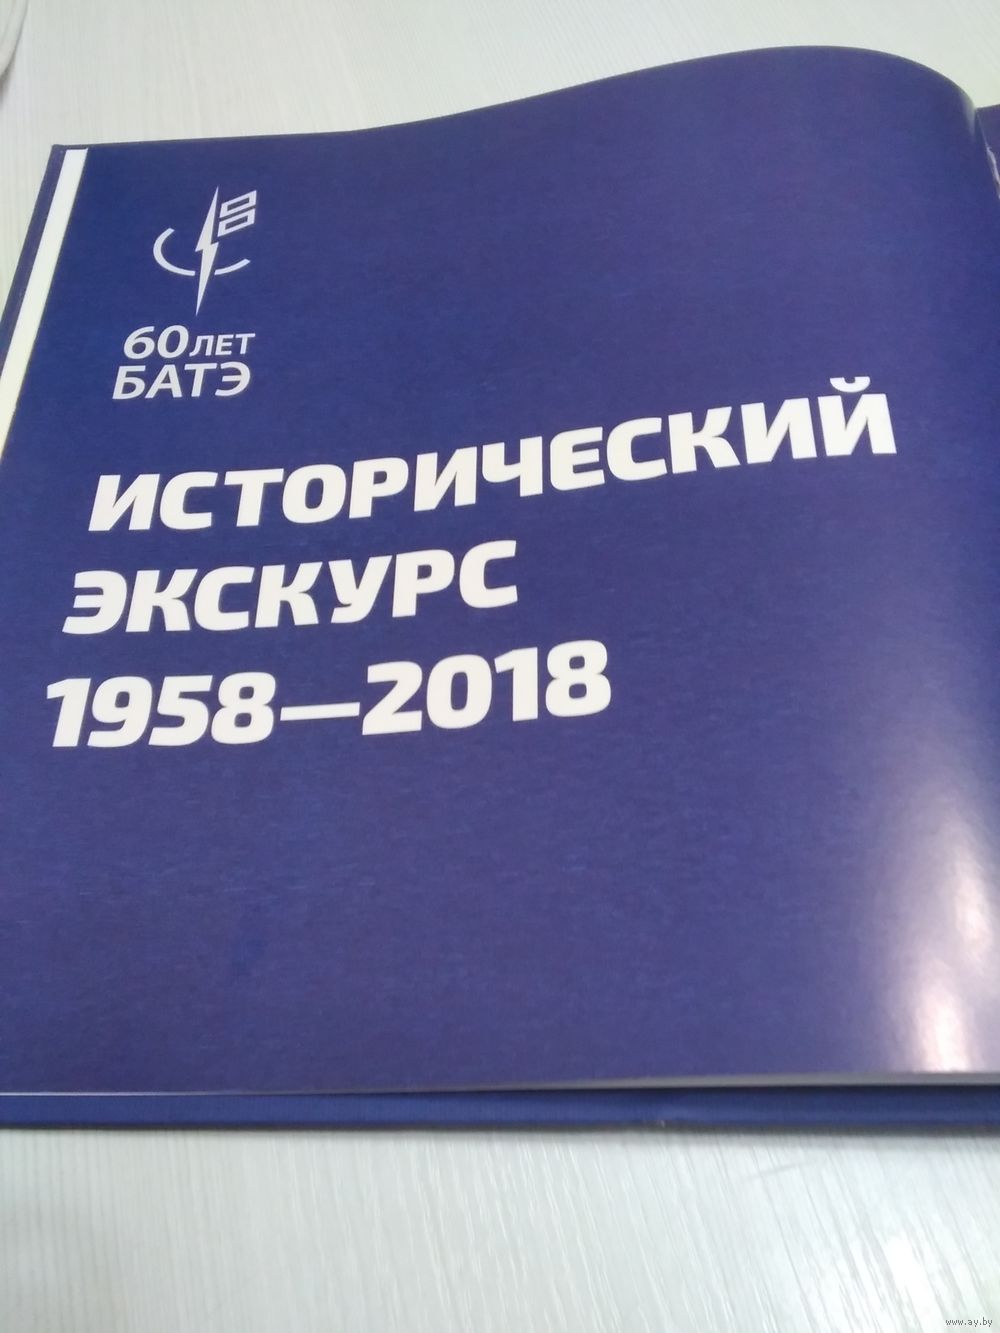 60 ЛЕТ
БАТЭ
ИСТОРИЧЕСКИЙ
ЭКСКУРС
1958—2018
www.ay.by